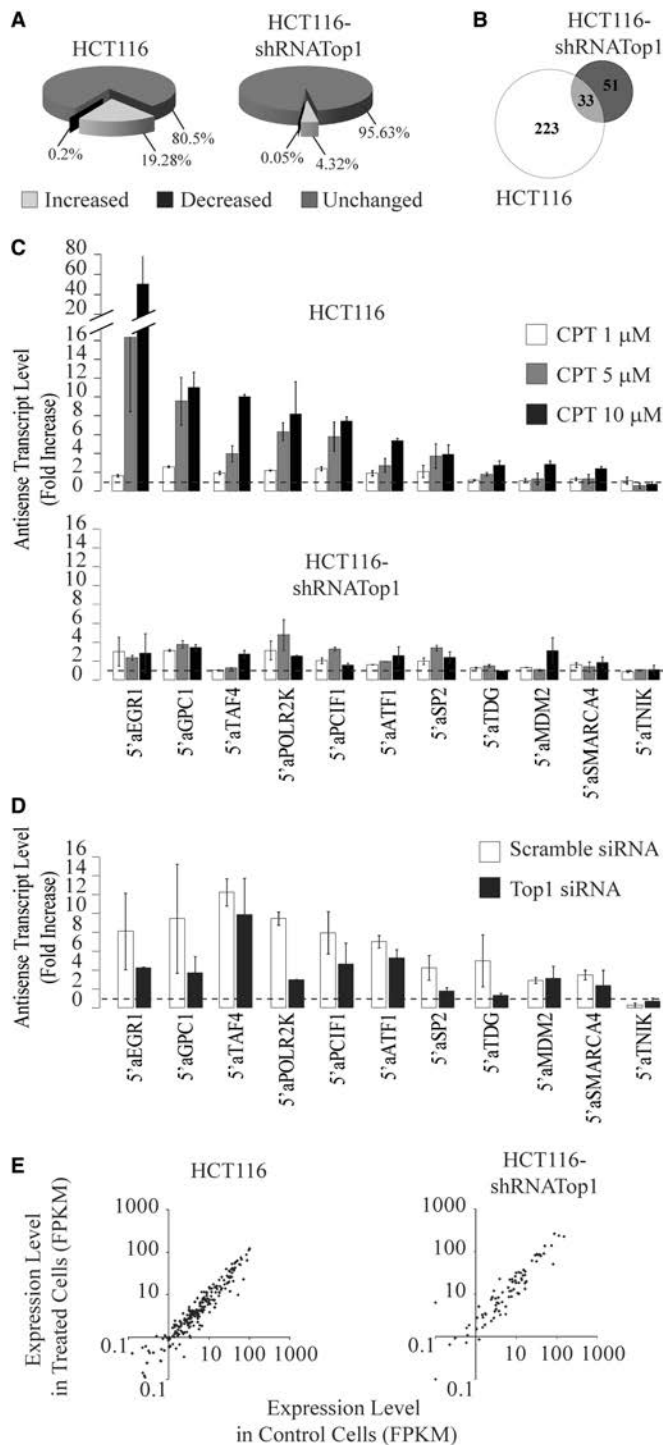 A
HCT116
HCT116-
shRNATop1
0.2%
19.28%
80.5%
0.05%
4.32%
95.63%
Increased
Decreased
Unchanged
B
HCT116-
shRNATop1
51
33
223
HCT116
C
Antisense Transcript Level
(Fold Increase)
80
60
40
20
16
12
8
4
2
0
HCT116
CPT 1 μM
CPT 5 μM
CPT 10 μM
16
12
8
4
2
0
HCT116-
shRNATop1
5'aEGR1
5'aGPC1
5'aTAF4
5'aPOLR2K
5'aPCIF1
5'aATF1
5'aSP2
5'aTDG
5'aMDM2
5'aSMARCA4
5'aTNIK
D
Antisense Transcript Level
(Fold Increase)
16
14
12
10
8
6
4
2
0
Scramble siRNA
Top1 siRNA
5'aEGR1
5'aGPC1
5'aTAF4
5'aPOLR2K
5'aPCIF1
5'aATF1
5'aSP2
5'aTDG
5'aMDM2
5'aSMARCA4
5'aTNIK
E
HCT116
HCT116-
shRNATop1
Expression Level
in Treated Cells (FPKM)
1000
100
10
0.1
10 100 1000
0.1
1000
100
10
0.1
10 100 1000
0.1
Expression Level
in Control Cells (FPKM)